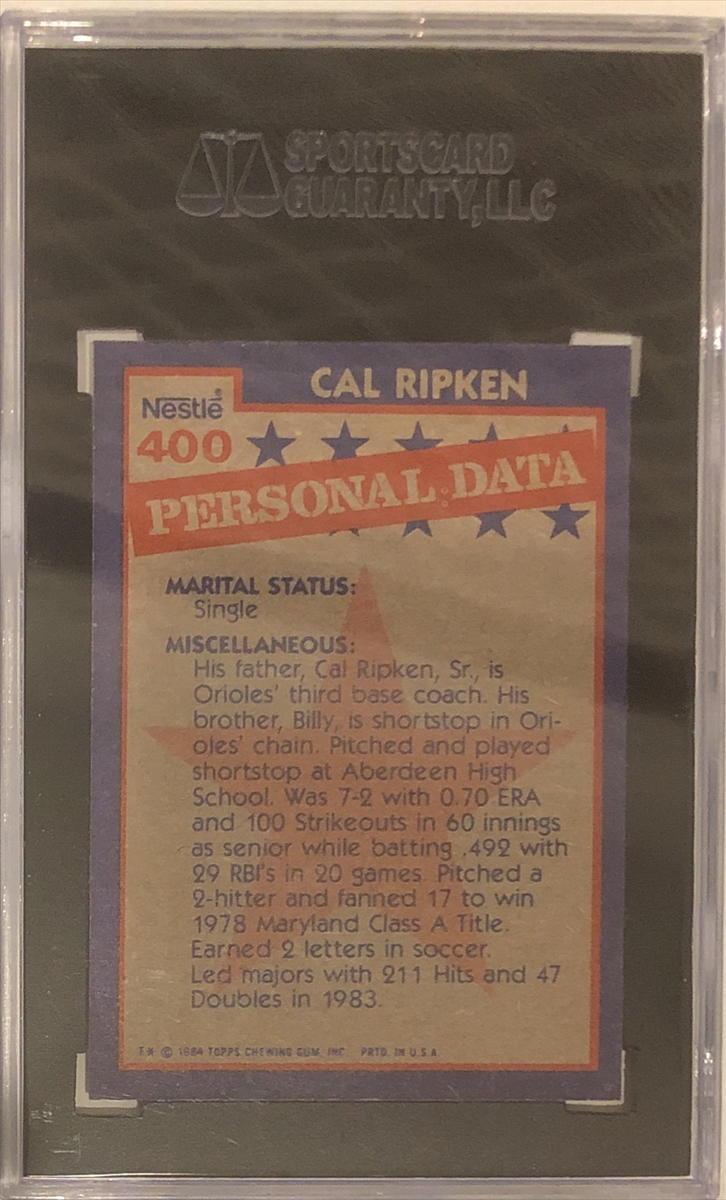 SPORTSCARD
GUARANTY, LLC
CAL RIPKEN
Nestlé®
400
PERSONAL DATA
MARITAL STATUS:
Single
MISCELLANEOUS:
His father, Cal Ripken, Sr., is
Orioles' third base coach. His
brother, Billy, is shortstop in Ori-
oles' chain. Pitched and played
shortstop at Aberdeen High
School. Was 7-2 with 0.70 ERA
and 100 Strikeouts in 60 innings
as senior while batting .492 with
29 RBI's in 20 games. Pitched a
2-hitter and fanned 17 to win
1978 Maryland Class A Title.
Earned 2 letters in soccer.
Led majors with 211 Hits and 47
Doubles in 1983.
T* © 1984 TOPPS CHEWING GUM, INC. PRTD. IN U.S.A.